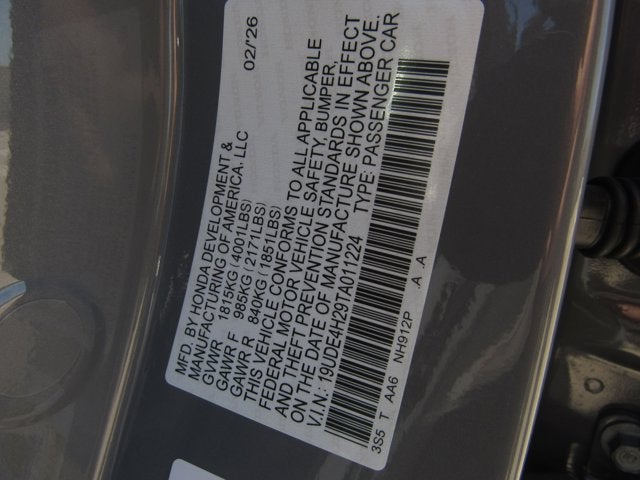 MFD. BY HONDA DEVELOPMENT &
MANUFACTURING OF AMERICA, LLC 02/'26
GVWR 1815KG (4001LBS)
GAWR F 985KG (2171LBS)
GAWR R 840KG (1851LBS)
THIS VEHICLE CONFORMS TO ALL APPLICABLE
FEDERAL MOTOR VEHICLE SAFETY, BUMPER,
AND THEFT PREVENTION STANDARDS IN EFFECT
ON THE DATE OF MANUFACTURE SHOWN ABOVE.
V.I.N.: 19UDE4H29TA011224 TYPE: PASSENGER CAR
3S5 T AA6 NH912P .A .A